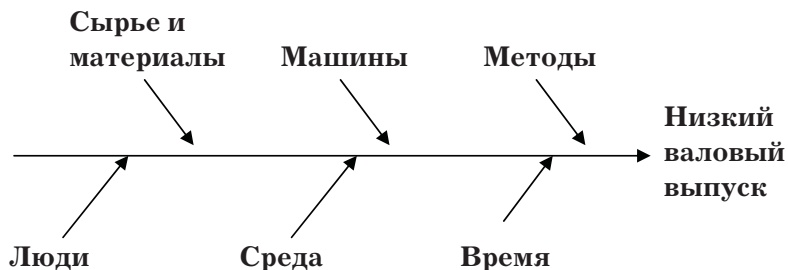 Сырье и
материалы
Машины
Методы
Низкий
валовый
выпуск
Люди
Среда
Время